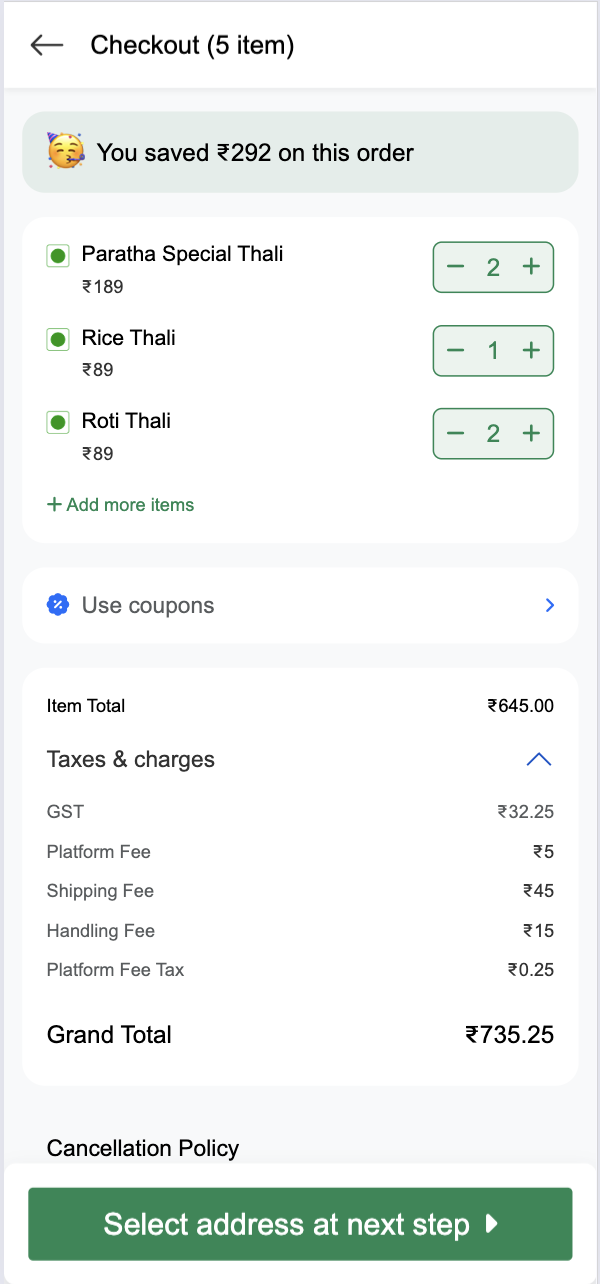 Checkout (5 item)
You saved ₹292 on this order
Paratha Special Thali
₹189
− 2 +
Rice Thali
₹89
− 1 +
Roti Thali
₹89
− 2 +
+ Add more items
Use coupons
Item Total ₹645.00
Taxes & charges
GST ₹32.25
Platform Fee ₹5
Shipping Fee ₹45
Handling Fee ₹15
Platform Fee Tax ₹0.25
Grand Total ₹735.25
Cancellation Policy
Select address at next step